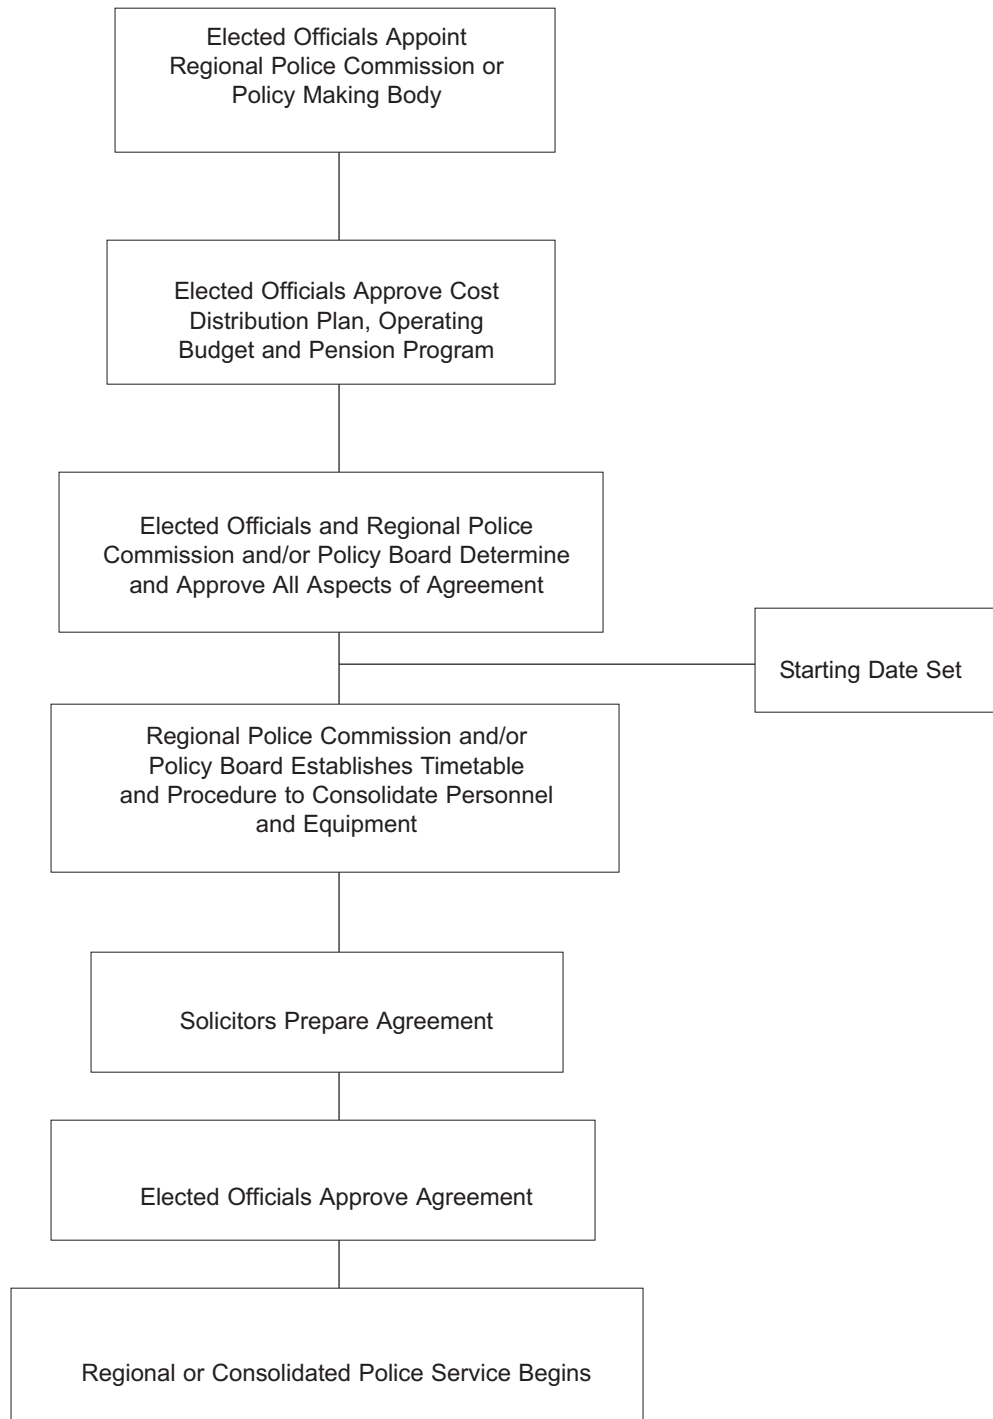 Elected Officials Appoint
Regional Police Commission or
Policy Making Body
Elected Officials Approve Cost
Distribution Plan, Operating
Budget and Pension Program
Elected Officials and Regional Police
Commission and/or Policy Board Determine
and Approve All Aspects of Agreement
Starting Date Set
Regional Police Commission and/or
Policy Board Establishes Timetable
and Procedure to Consolidate Personnel
and Equipment
Solicitors Prepare Agreement
Elected Officials Approve Agreement
Regional or Consolidated Police Service Begins